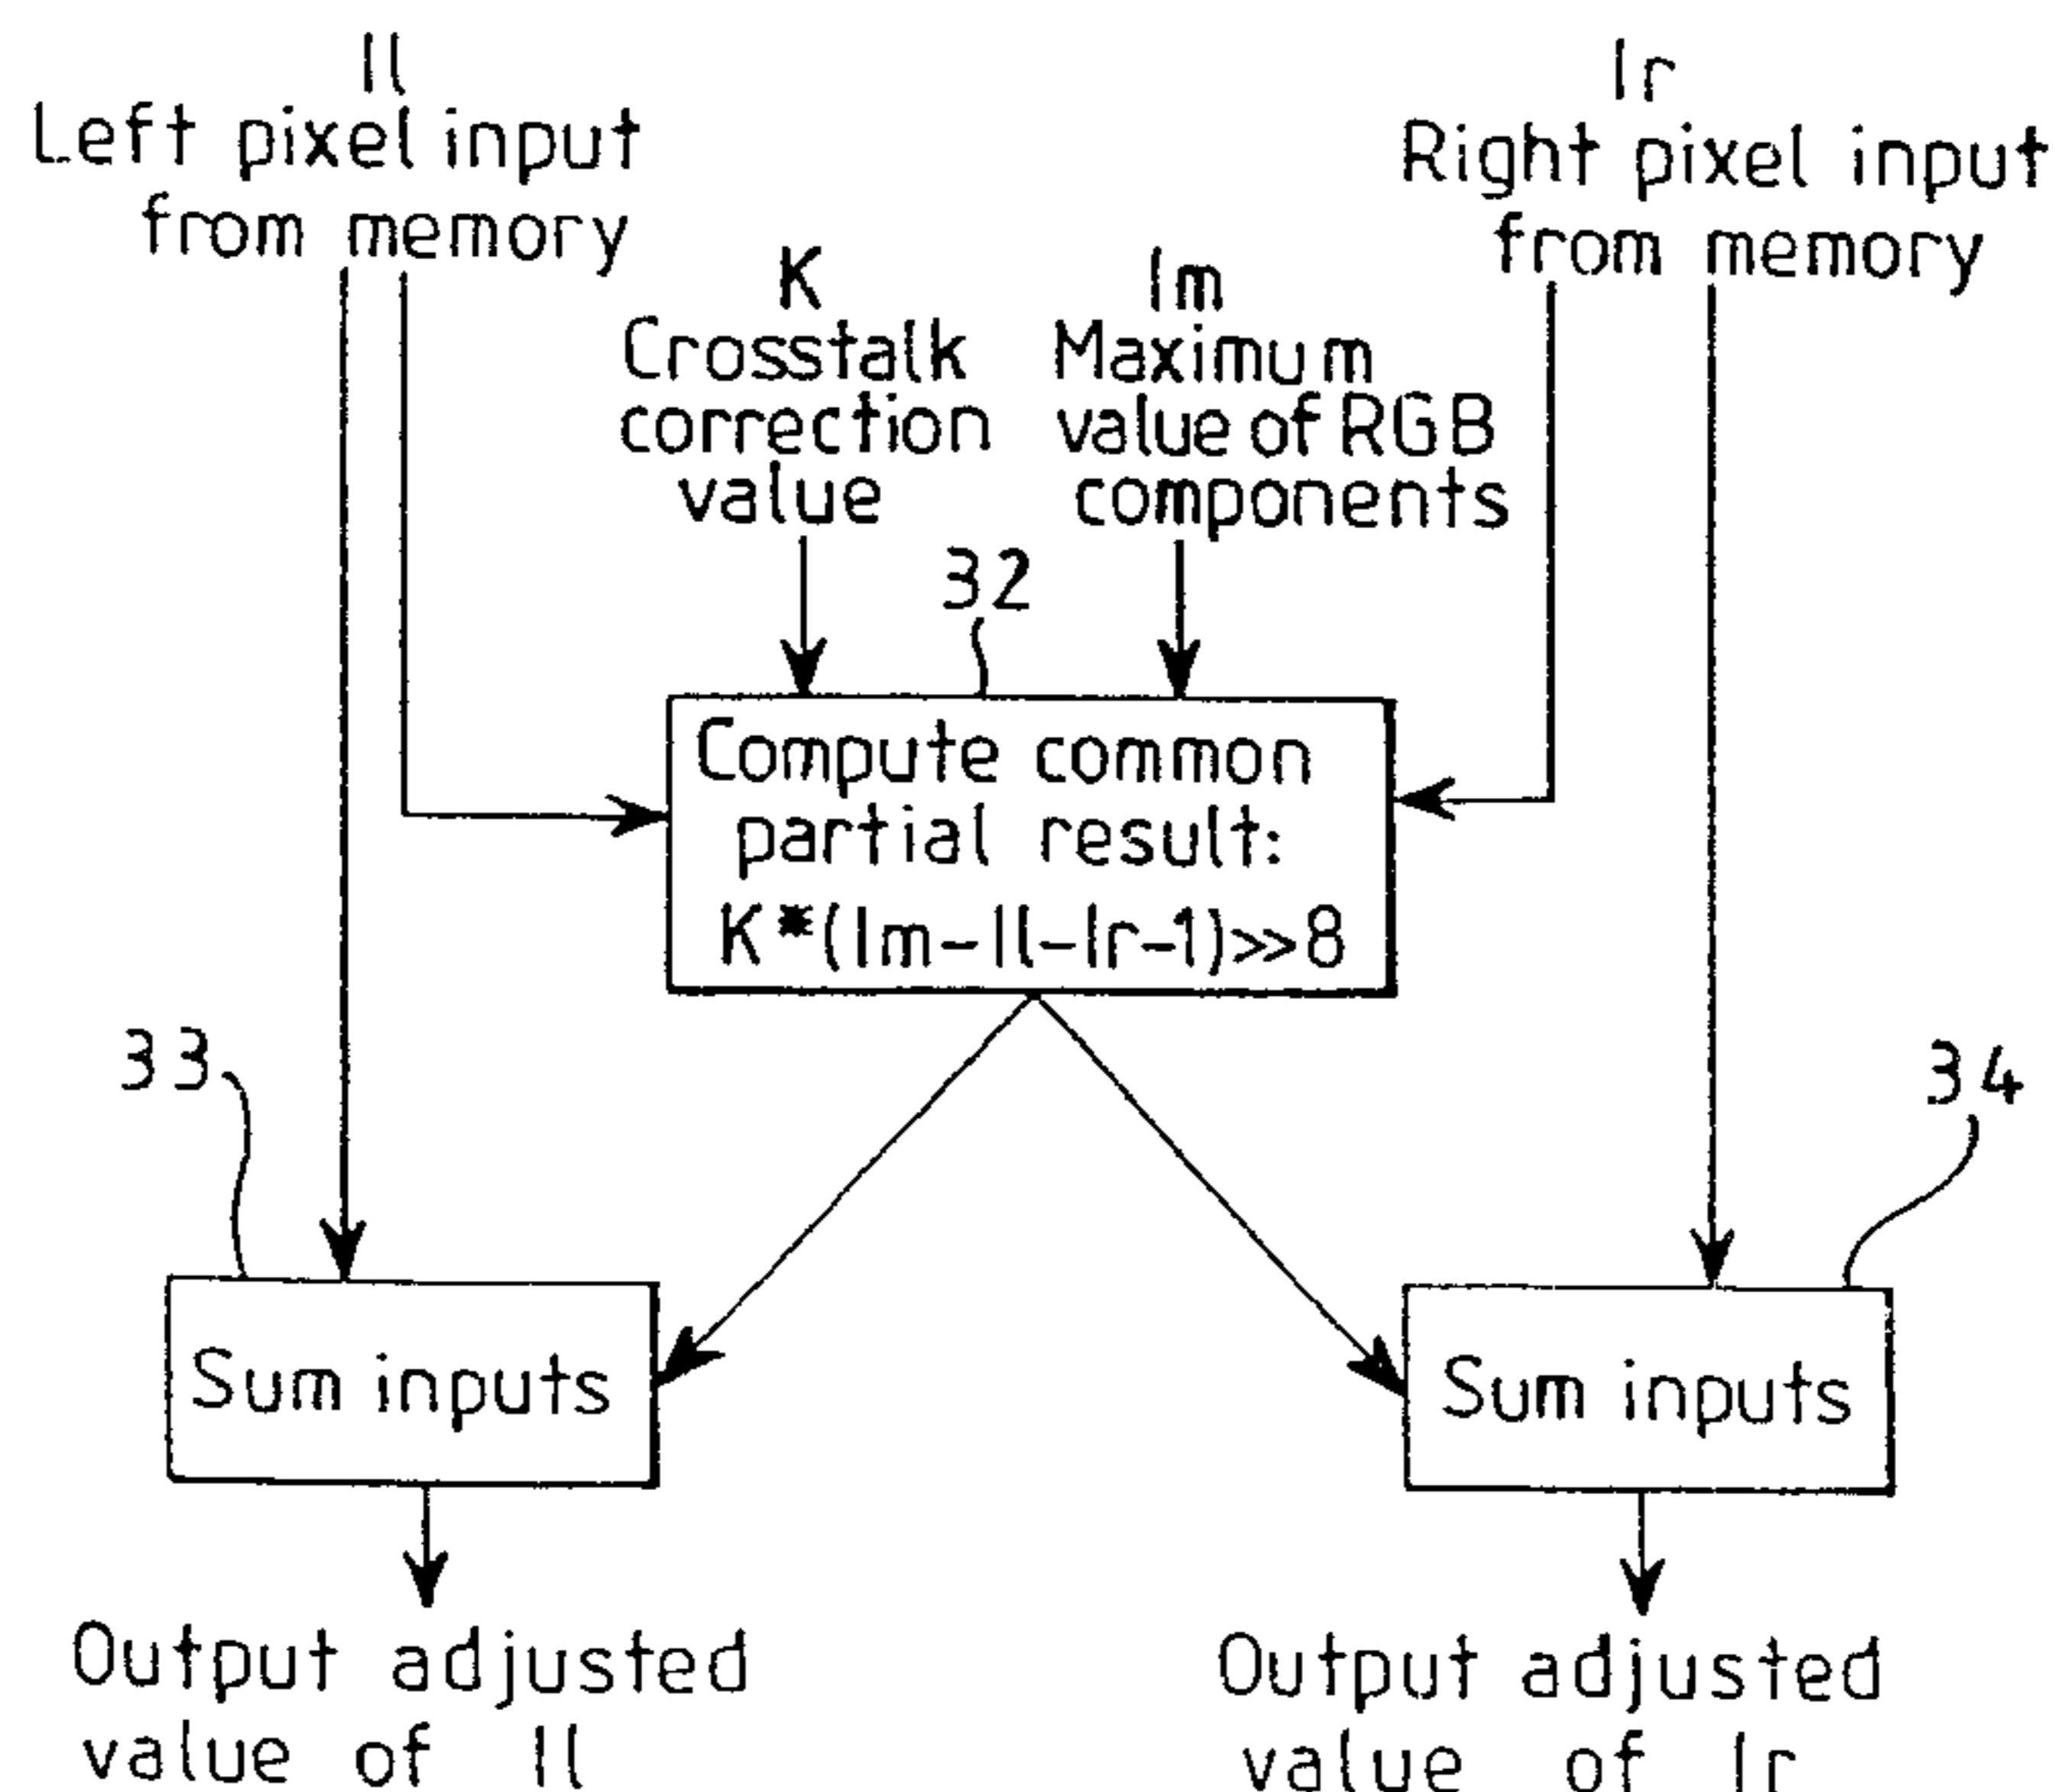 Il
Left pixel input
from memory
Ir
Right pixel input
from memory
K
Crosstalk
correction
value
Im
Maximum
value of RGB
components
32
Compute common
partial result:
K*(Im-Il-Ir-1)>>8
33
34
Sum inputs
Sum inputs
Output adjusted
value of Il
Output adjusted
value of Ir